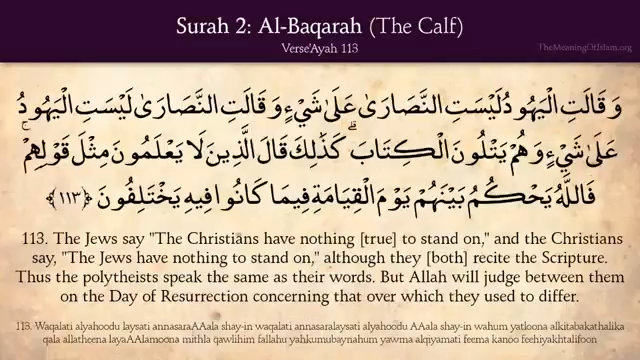 Surah 2: Al-Baqarah (The Calf)
Verse'Ayah 113
TheMeaningOfIslam.org
وَقَالَتِ الْيَهُودُ لَيْسَتِ النَّصَارَىٰ عَلَىٰ شَيْءٍ وَقَالَتِ النَّصَارَىٰ لَيْسَتِ الْيَهُودُ
عَلَىٰ شَيْءٍ وَهُمْ يَتْلُونَ الْكِتَابَ ۗ كَذَٰلِكَ قَالَ الَّذِينَ لَا يَعْلَمُونَ مِثْلَ قَوْلِهِمْ ۚ
فَاللَّهُ يَحْكُمُ بَيْنَهُمْ يَوْمَ الْقِيَامَةِ فِيمَا كَانُوا فِيهِ يَخْتَلِفُونَ ﴿١١٣﴾
113. The Jews say "The Christians have nothing [true] to stand on," and the Christians
say, "The Jews have nothing to stand on," although they [both] recite the Scripture.
Thus the polytheists speak the same as their words. But Allah will judge between them
on the Day of Resurrection concerning that over which they used to differ.
113. Waqalati alyahoodu laysati annasaraAAala shay-in waqalati annasaralaysati alyahoodu AAala shay-in wahum yatloona alkitabakathalika
qala allatheena layaAAlamoona mithla qawlihim fallahu yahkumubaynahum yawma alqiyamati feema kanoo feehiyakhtalifoon